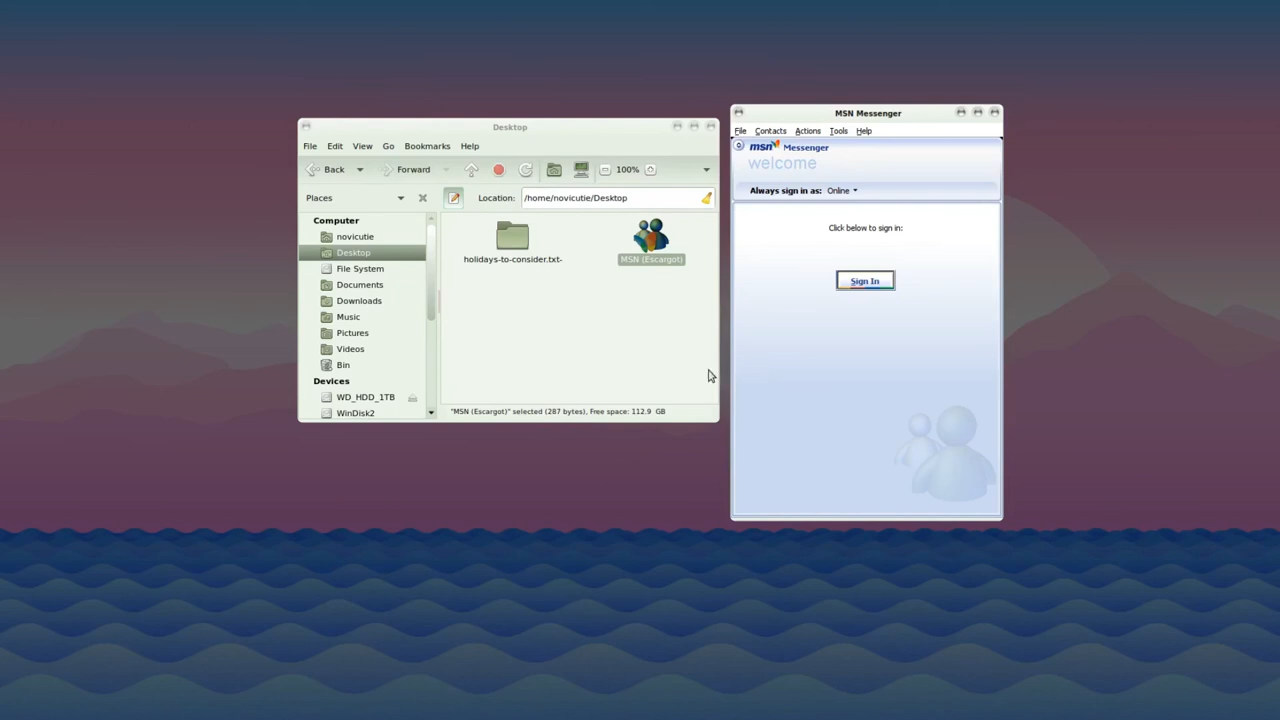 Desktop
File Edit View Go Bookmarks Help
Back Forward 100%
Places Location: /home/novicutie/Desktop
Computer
novicutie
Desktop
File System
Documents
Downloads
Music
Pictures
Videos
Bin
Devices
WD_HDD_1TB
WinDisk2
holidays-to-consider.txt-
MSN (Escargot)
"MSN (Escargot)" selected (287 bytes), Free space: 112.9 GB
MSN Messenger
File Contacts Actions Tools Help
msn Messenger
welcome
Always sign in as: Online
Click below to sign in:
Sign In